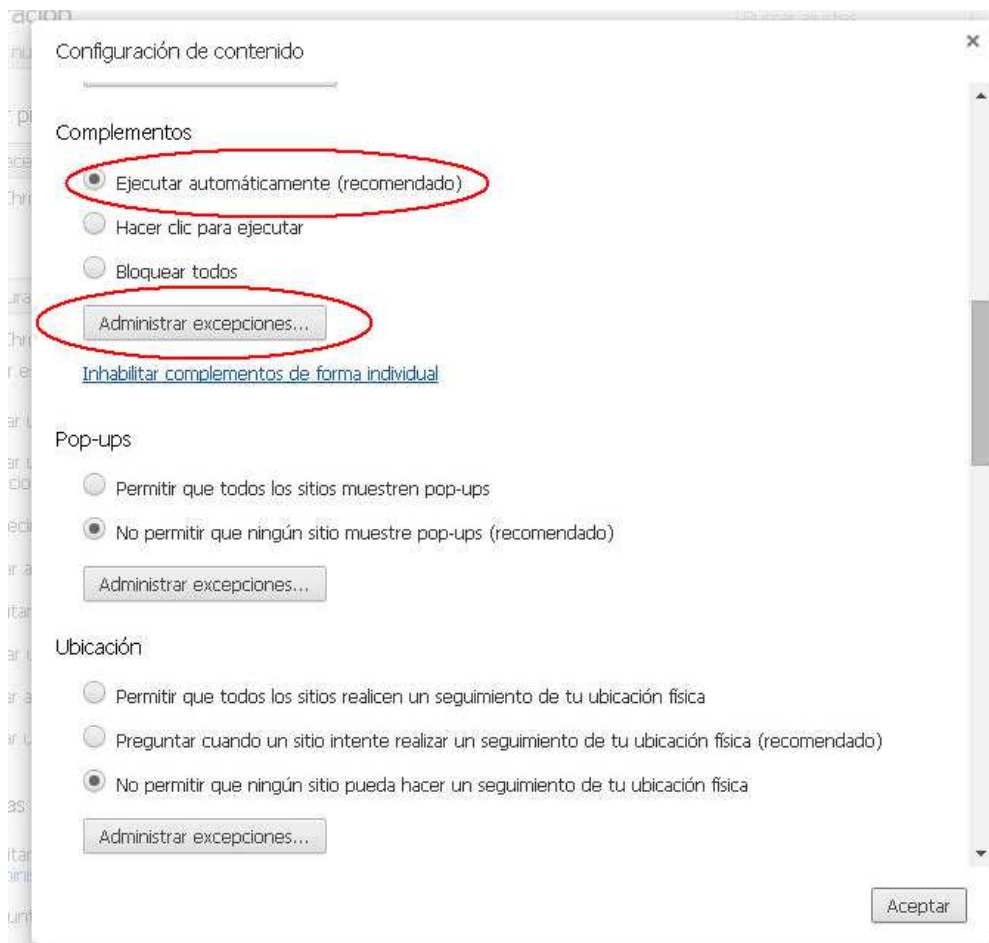 Configuración de contenido
Complementos
Ejecutar automáticamente (recomendado)
Hacer clic para ejecutar
Bloquear todos
Administrar excepciones...
Inhabilitar complementos de forma individual
Pop-ups
Permitir que todos los sitios muestren pop-ups
No permitir que ningún sitio muestre pop-ups (recomendado)
Administrar excepciones...
Ubicación
Permitir que todos los sitios realicen un seguimiento de tu ubicación física
Preguntar cuando un sitio intente realizar un seguimiento de tu ubicación física (recomendado)
No permitir que ningún sitio pueda hacer un seguimiento de tu ubicación física
Administrar excepciones...
Aceptar